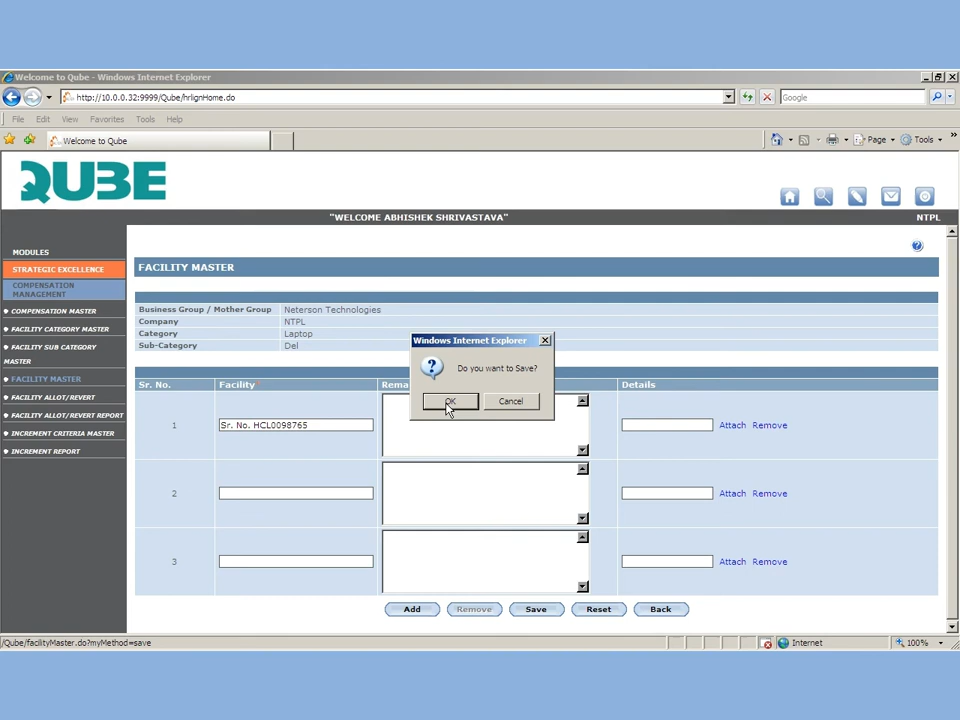 Welcome to Qube - Windows Internet Explorer
http://10.0.0.32:9999/Qube/hrlignHome.do
Google
File Edit View Favorites Tools Help
Welcome to Qube
Page Tools
QUBE
"WELCOME ABHISHEK SHRIVASTAVA"
NTPL
MODULES
STRATEGIC EXCELLENCE
COMPENSATION
MANAGEMENT
COMPENSATION MASTER
FACILITY CATEGORY MASTER
FACILITY SUB CATEGORY
MASTER
FACILITY MASTER
FACILITY ALLOT/REVERT
FACILITY ALLOT/REVERT REPORT
INCREMENT CRITERIA MASTER
INCREMENT REPORT
FACILITY MASTER
Business Group / Mother Group Neterson Technologies
Company NTPL
Category Laptop
Sub-Category Del
Windows Internet Explorer
Do you want to Save?
OK Cancel
Sr. No. Facility* Rema Details
1 Sr. No. HCL0098765 Attach Remove
2 Attach Remove
3 Attach Remove
Add Remove Save Reset Back
/Qube/facilityMaster.do?myMethod=save
Internet
100%